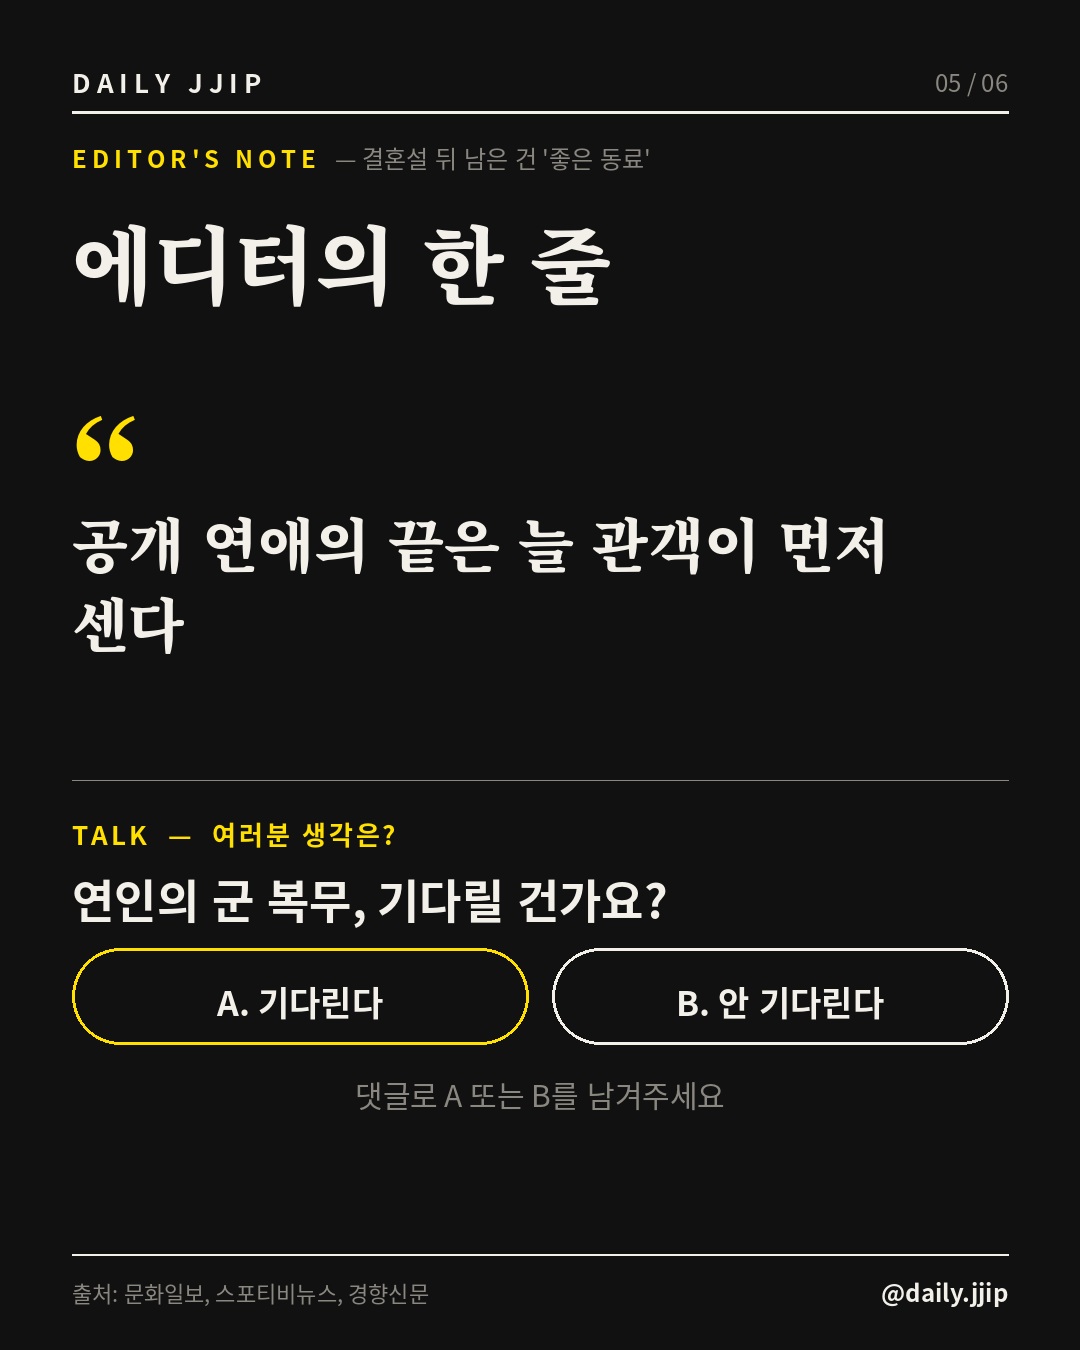 DAILY JJIP
05 / 06
EDITOR'S NOTE — 결혼설 뒤 남은 건 '좋은 동료'
에디터의 한 줄
“
공개 연애의 끝은 늘 관객이 먼저
센다
TALK — 여러분 생각은?
연인의 군 복무, 기다릴 건가요?
A. 기다린다
B. 안 기다린다
댓글로 A 또는 B를 남겨주세요
출처: 문화일보, 스포티비뉴스, 경향신문
@daily.jjip